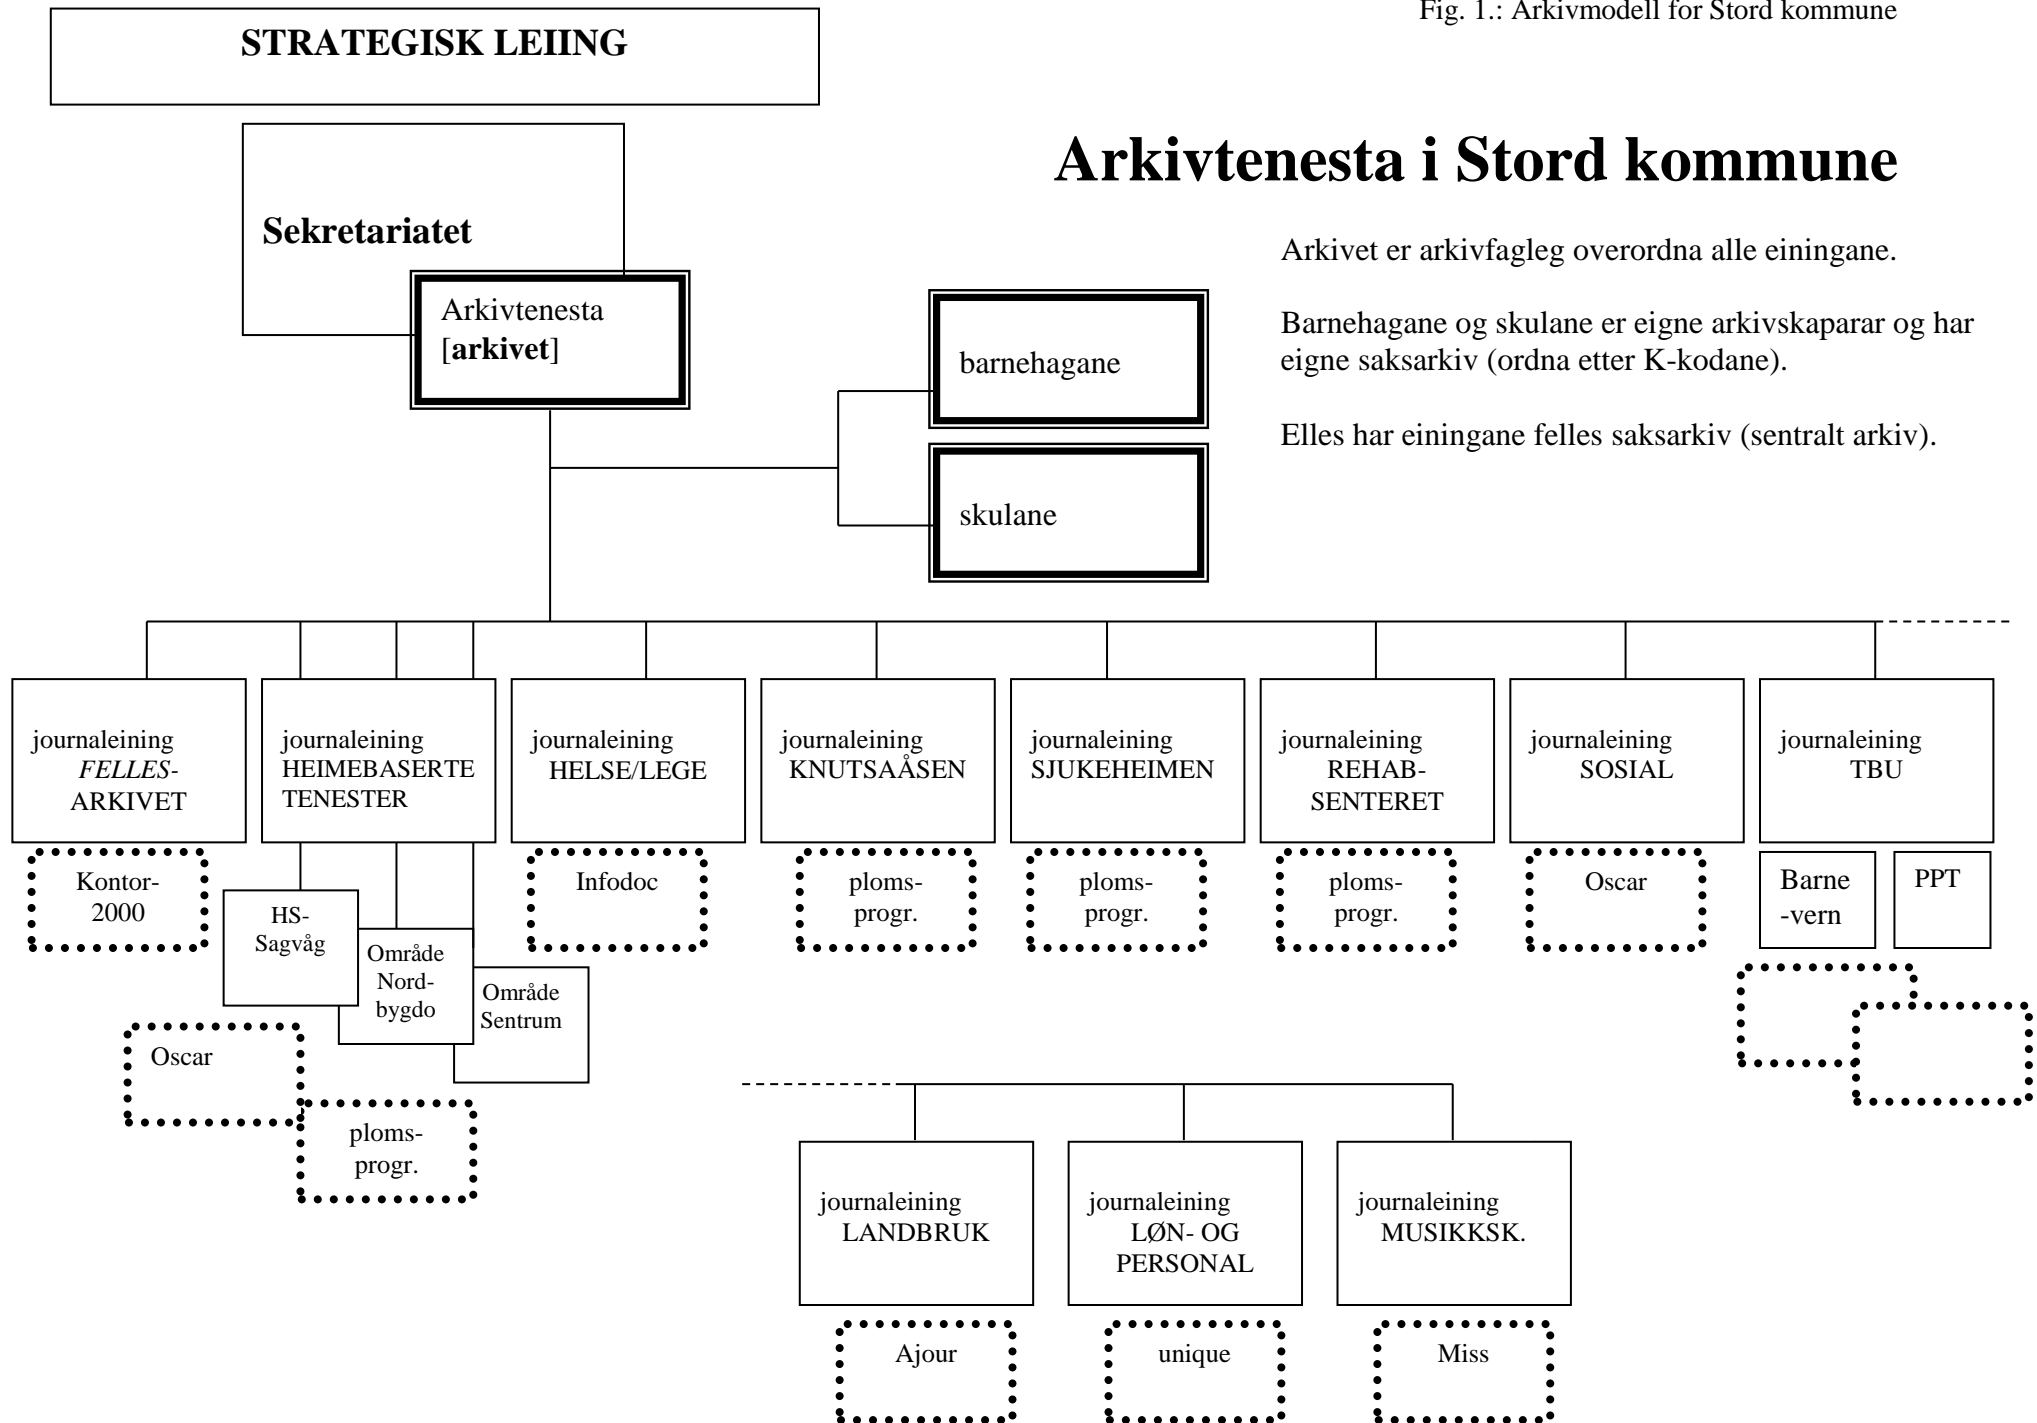 Fig. 1.: Arkivmodell for Stord kommune
STRATEGISK LEIING
Arkivtenesta i Stord kommune
Sekretariatet
Arkivtenesta
[arkivet]
Arkivet er arkivfagleg overordna alle einingane.
Barnehagane og skulane er eigne arkivskaparar og har
eigne saksarkiv (ordna etter K-kodane).
Elles har einingane felles saksarkiv (sentralt arkiv).
barnehagane
skulane
journaleining
FELLES-
ARKIVET
journaleining
HEIMEBASERTE
TENESTER
journaleining
HELSE/LEGE
journaleining
KNUTSAÅSEN
journaleining
SJUKEHEIMEN
journaleining
REHAB-
SENTERET
journaleining
SOSIAL
journaleining
TBU
Kontor-
2000
HS-
Sagvåg
Område
Nord-
bygdo
Område
Sentrum
Oscar
ploms-
progr.
Infodoc
ploms-
progr.
ploms-
progr.
ploms-
progr.
Oscar
Barne
-vern
PPT
journaleining
LANDBRUK
journaleining
LØN- OG
PERSONAL
journaleining
MUSIKKSK.
Ajour
unique
Miss